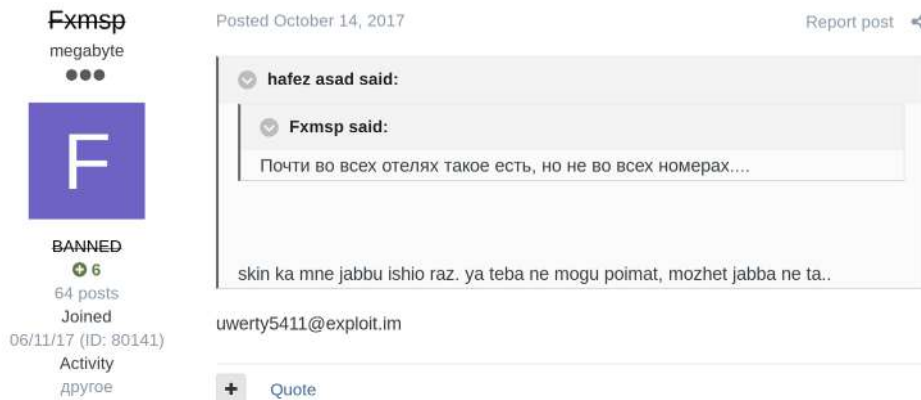 Fxmsp
megabyte
F
BANNED
6
64 posts
Joined
06/11/17 (ID: 80141)
Activity
другое
Posted October 14, 2017
Report post
hafez asad said:
Fxmsp said:
Почти во всех отелях такое есть, но не во всех номерах....
skin ka mne jabbu ishio raz. ya teba ne mogu poimat, mozhet jabba ne ta..
uwerty5411@exploit.im
+ Quote